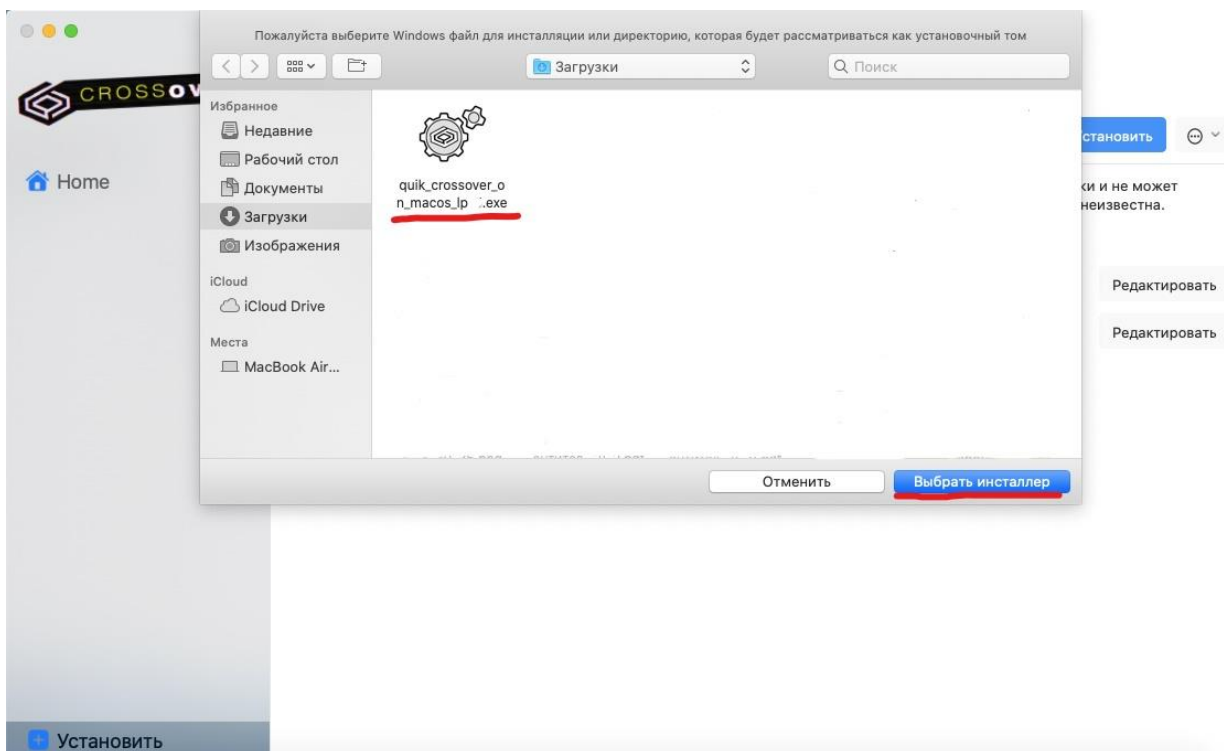 Пожалуйста выберите Windows файл для инсталляции или директорию, которая будет рассматриваться как установочный том
Загрузки
Поиск
CROSSOV
Home
Избранное
Недавние
Рабочий стол
Документы
Загрузки
Изображения
iCloud
iCloud Drive
Места
MacBook Air...
quik_crossover_o
n_macos_lp .exe
становить
ки и не может
неизвестна.
Редактировать
Редактировать
Отменить
Выбрать инсталлер
Установить